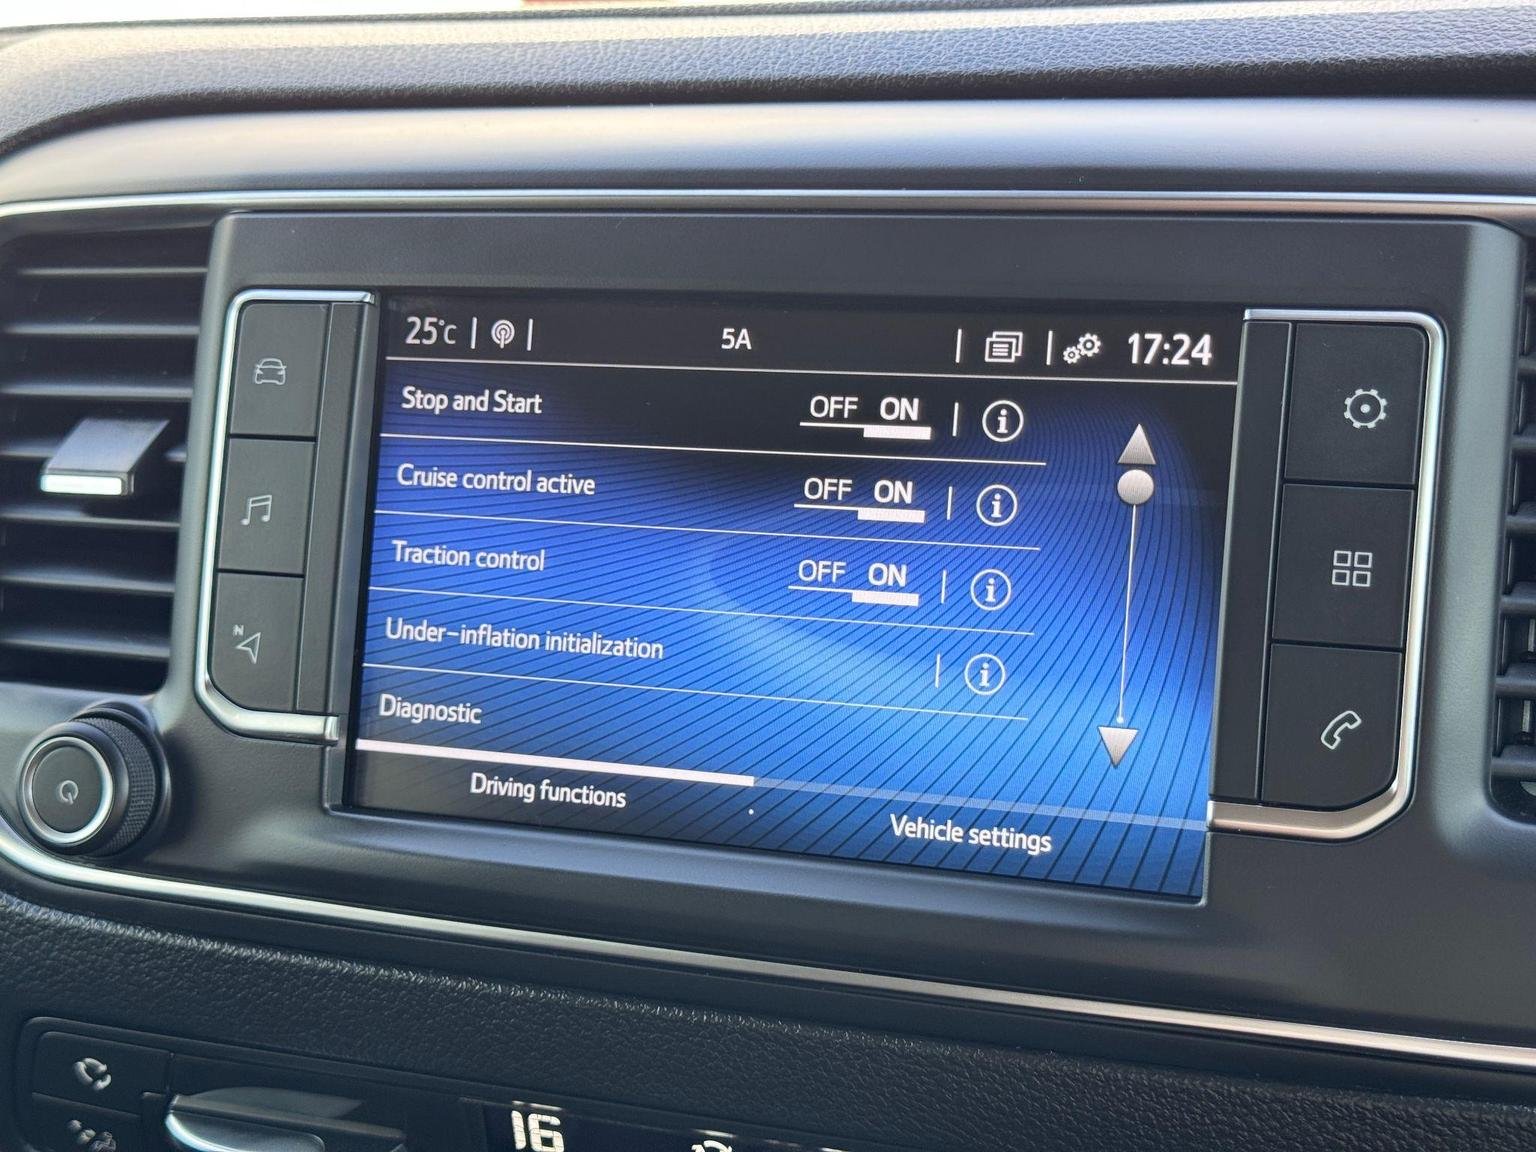 25°C
5A
17:24
Stop and Start OFF ON
Cruise control active OFF ON
Traction control OFF ON
Under-inflation initialization
Diagnostic
Driving functions
Vehicle settings
N
16